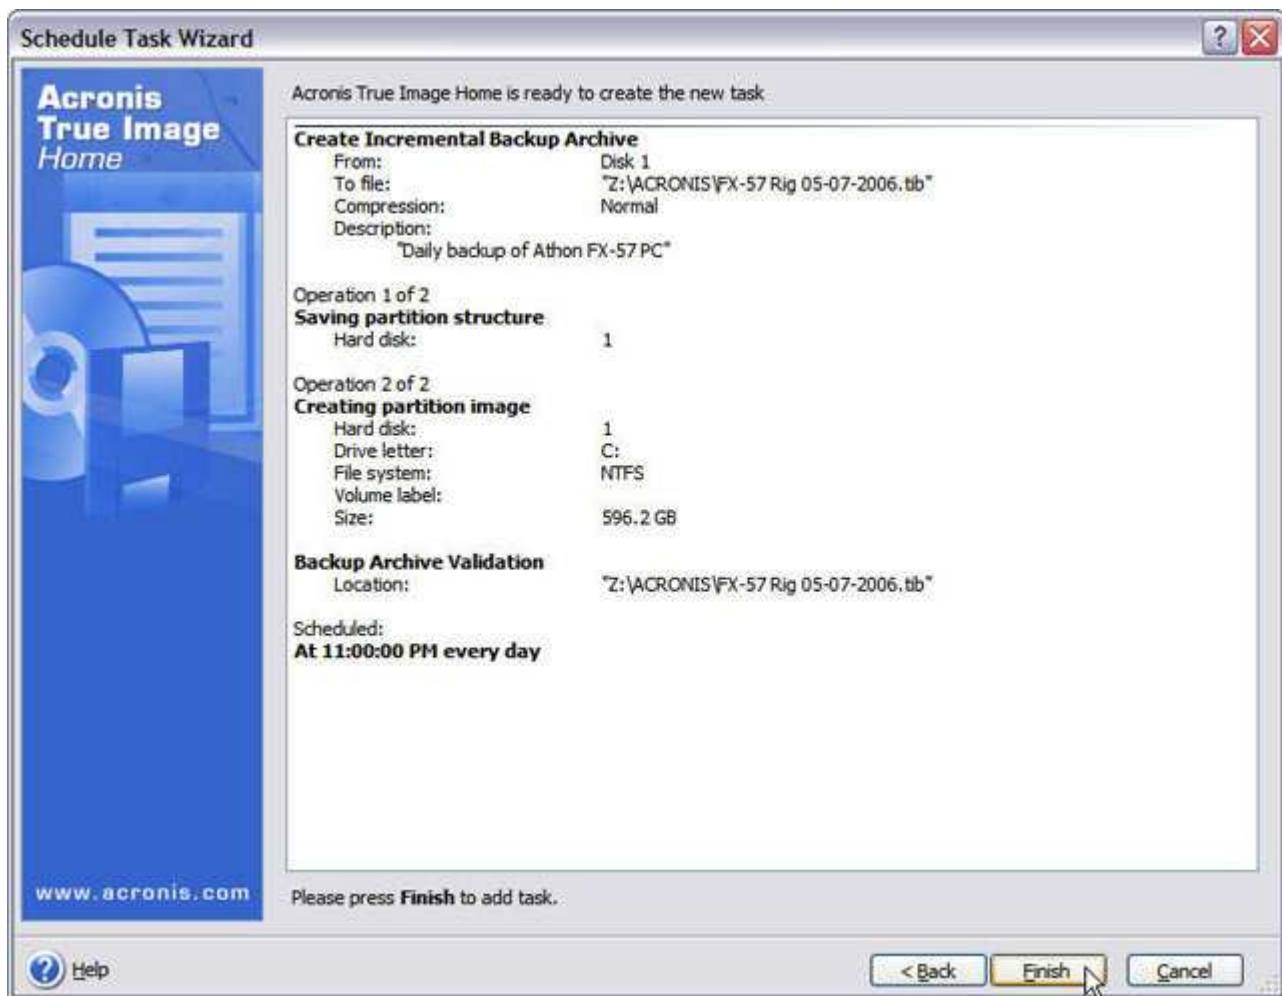 Schedule Task Wizard
Acronis
True Image
Home
Acronis True Image Home is ready to create the new task
Create Incremental Backup Archive
From: Disk 1
To file: "Z:\ACRONIS\FX-57 Rig 05-07-2006.tib"
Compression: Normal
Description:
"Daily backup of Athon FX-57 PC"
Operation 1 of 2
Saving partition structure
Hard disk: 1
Operation 2 of 2
Creating partition image
Hard disk: 1
Drive letter: C:
File system: NTFS
Volume label:
Size: 596.2 GB
Backup Archive Validation
Location: "Z:\ACRONIS\FX-57 Rig 05-07-2006.tib"
Scheduled:
At 11:00:00 PM every day
www.acronis.com
Please press Finish to add task.
Help
< Back Finish Cancel